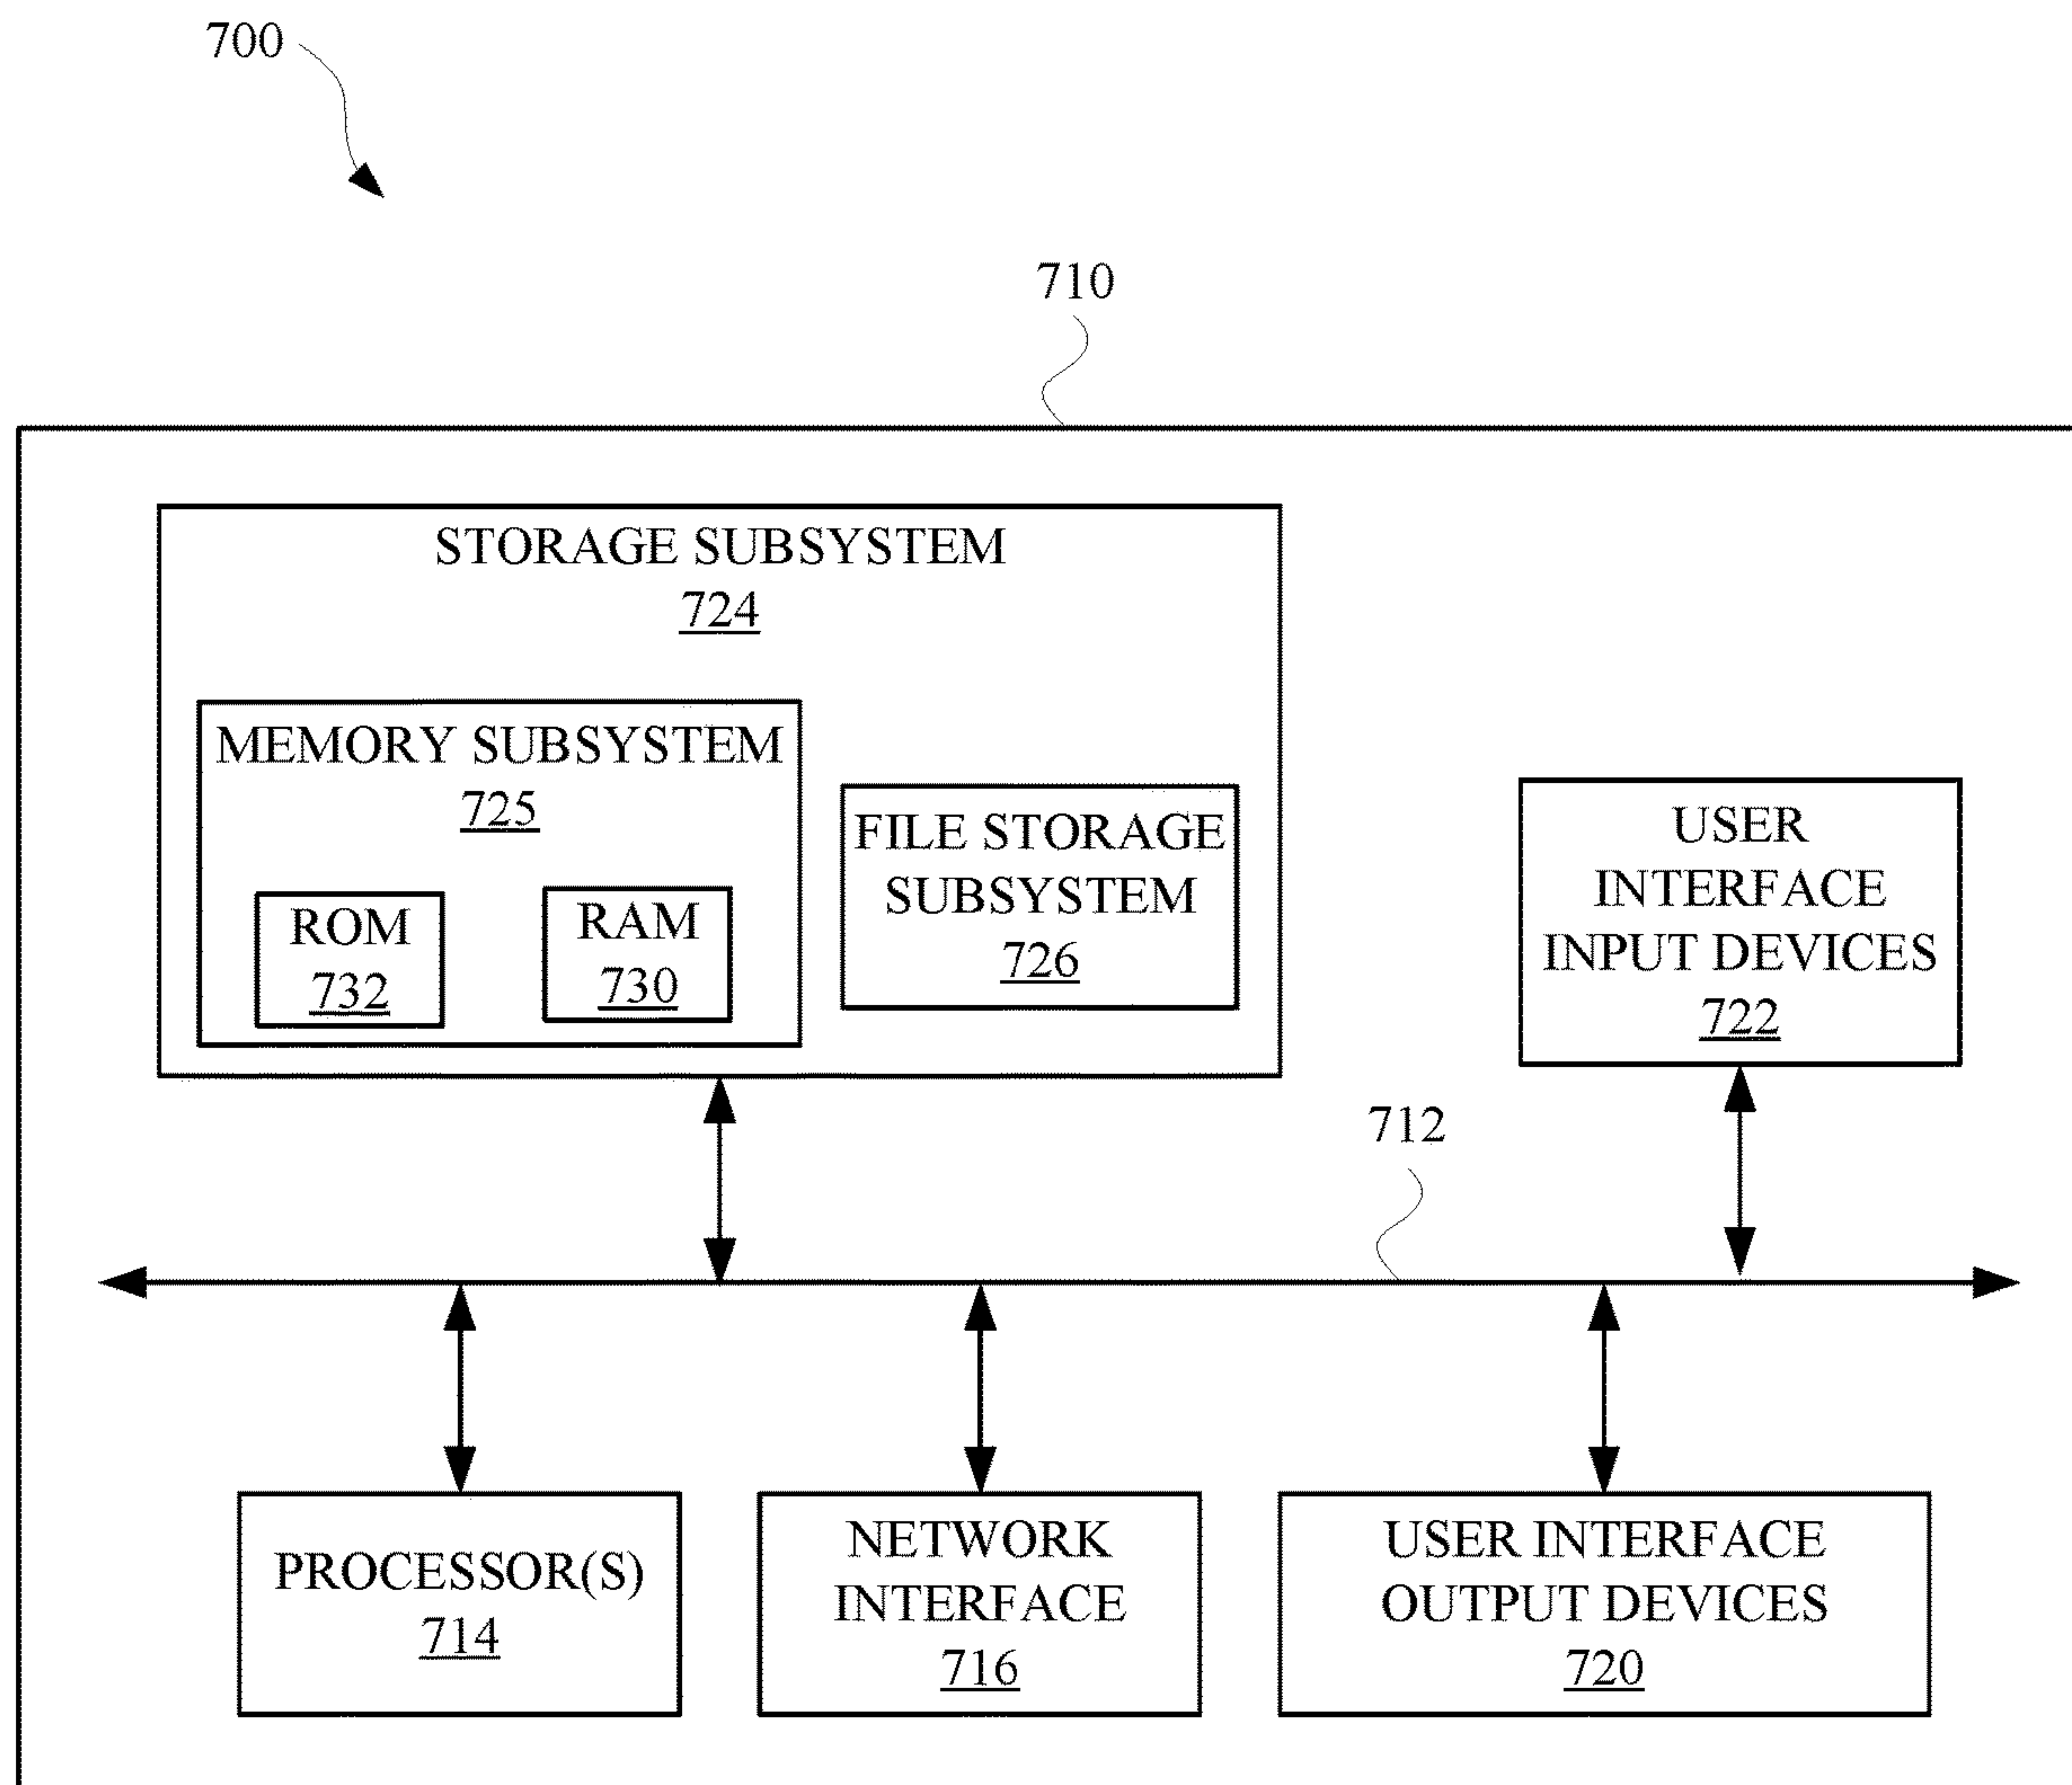 700
710
STORAGE SUBSYSTEM
724
MEMORY SUBSYSTEM
725
ROM
732
RAM
730
FILE STORAGE
SUBSYSTEM
726
USER
INTERFACE
INPUT DEVICES
722
712
PROCESSOR(S)
714
NETWORK
INTERFACE
716
USER INTERFACE
OUTPUT DEVICES
720